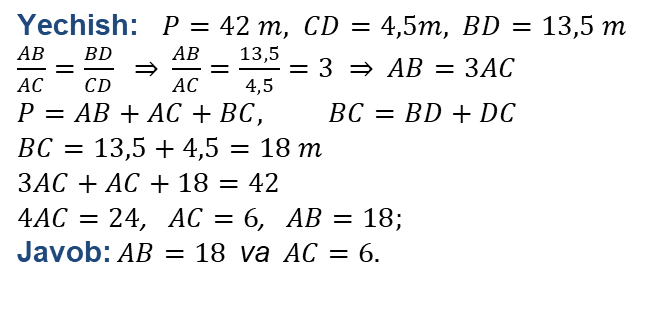 Yechish: P = 42 m, CD = 4,5m, BD = 13,5 m
AB/AC = BD/CD ⇒ AB/AC = 13,5/4,5 = 3 ⇒ AB = 3AC
P = AB + AC + BC, BC = BD + DC
BC = 13,5 + 4,5 = 18 m
3AC + AC + 18 = 42
4AC = 24, AC = 6, AB = 18;
Javob: AB = 18 va AC = 6.